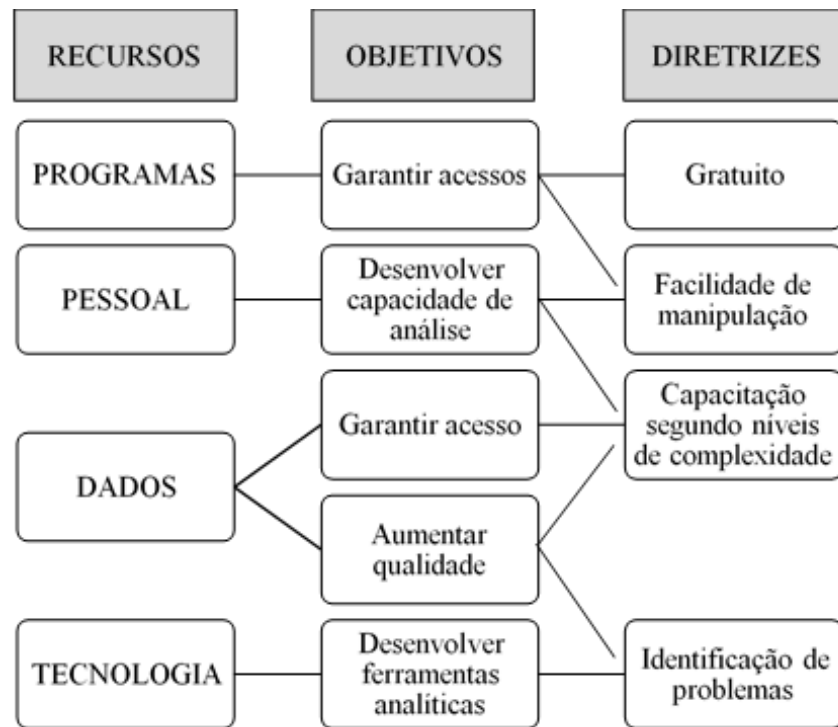 RECURSOS
OBJETIVOS
DIRETRIZES
PROGRAMAS
Garantir acessos
Gratuito
PESSOAL
Desenvolver
capacidade de
análise
Facilidade de
manipulação
DADOS
Garantir acesso
Capacitação
segundo níveis
de complexidade
Aumentar
qualidade
TECNOLOGIA
Desenvolver
ferramentas
analíticas
Identificação de
problemas